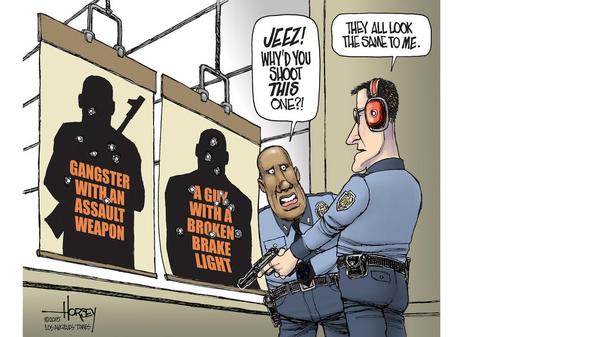 JEEZ!
WHY'D YOU
SHOOT
THIS
ONE?!
THEY ALL LOOK
THE SAME TO ME.
GANGSTER
WITH AN
ASSAULT
WEAPON
A GUY
WITH A
BROKEN
BRAKE
LIGHT
HORSEY
©2015
LOS ANGELES TIMES